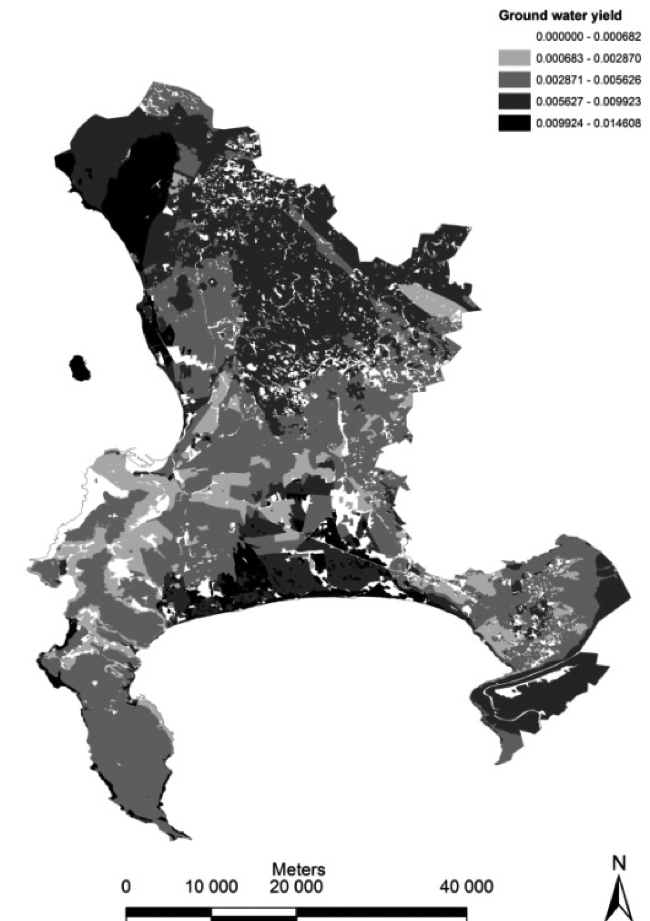 Ground water yield
0.000000 - 0.000682
0.000683 - 0.002870
0.002871 - 0.005626
0.005627 - 0.009923
0.009924 - 0.014608
Meters
0 10 000 20 000 40 000
N